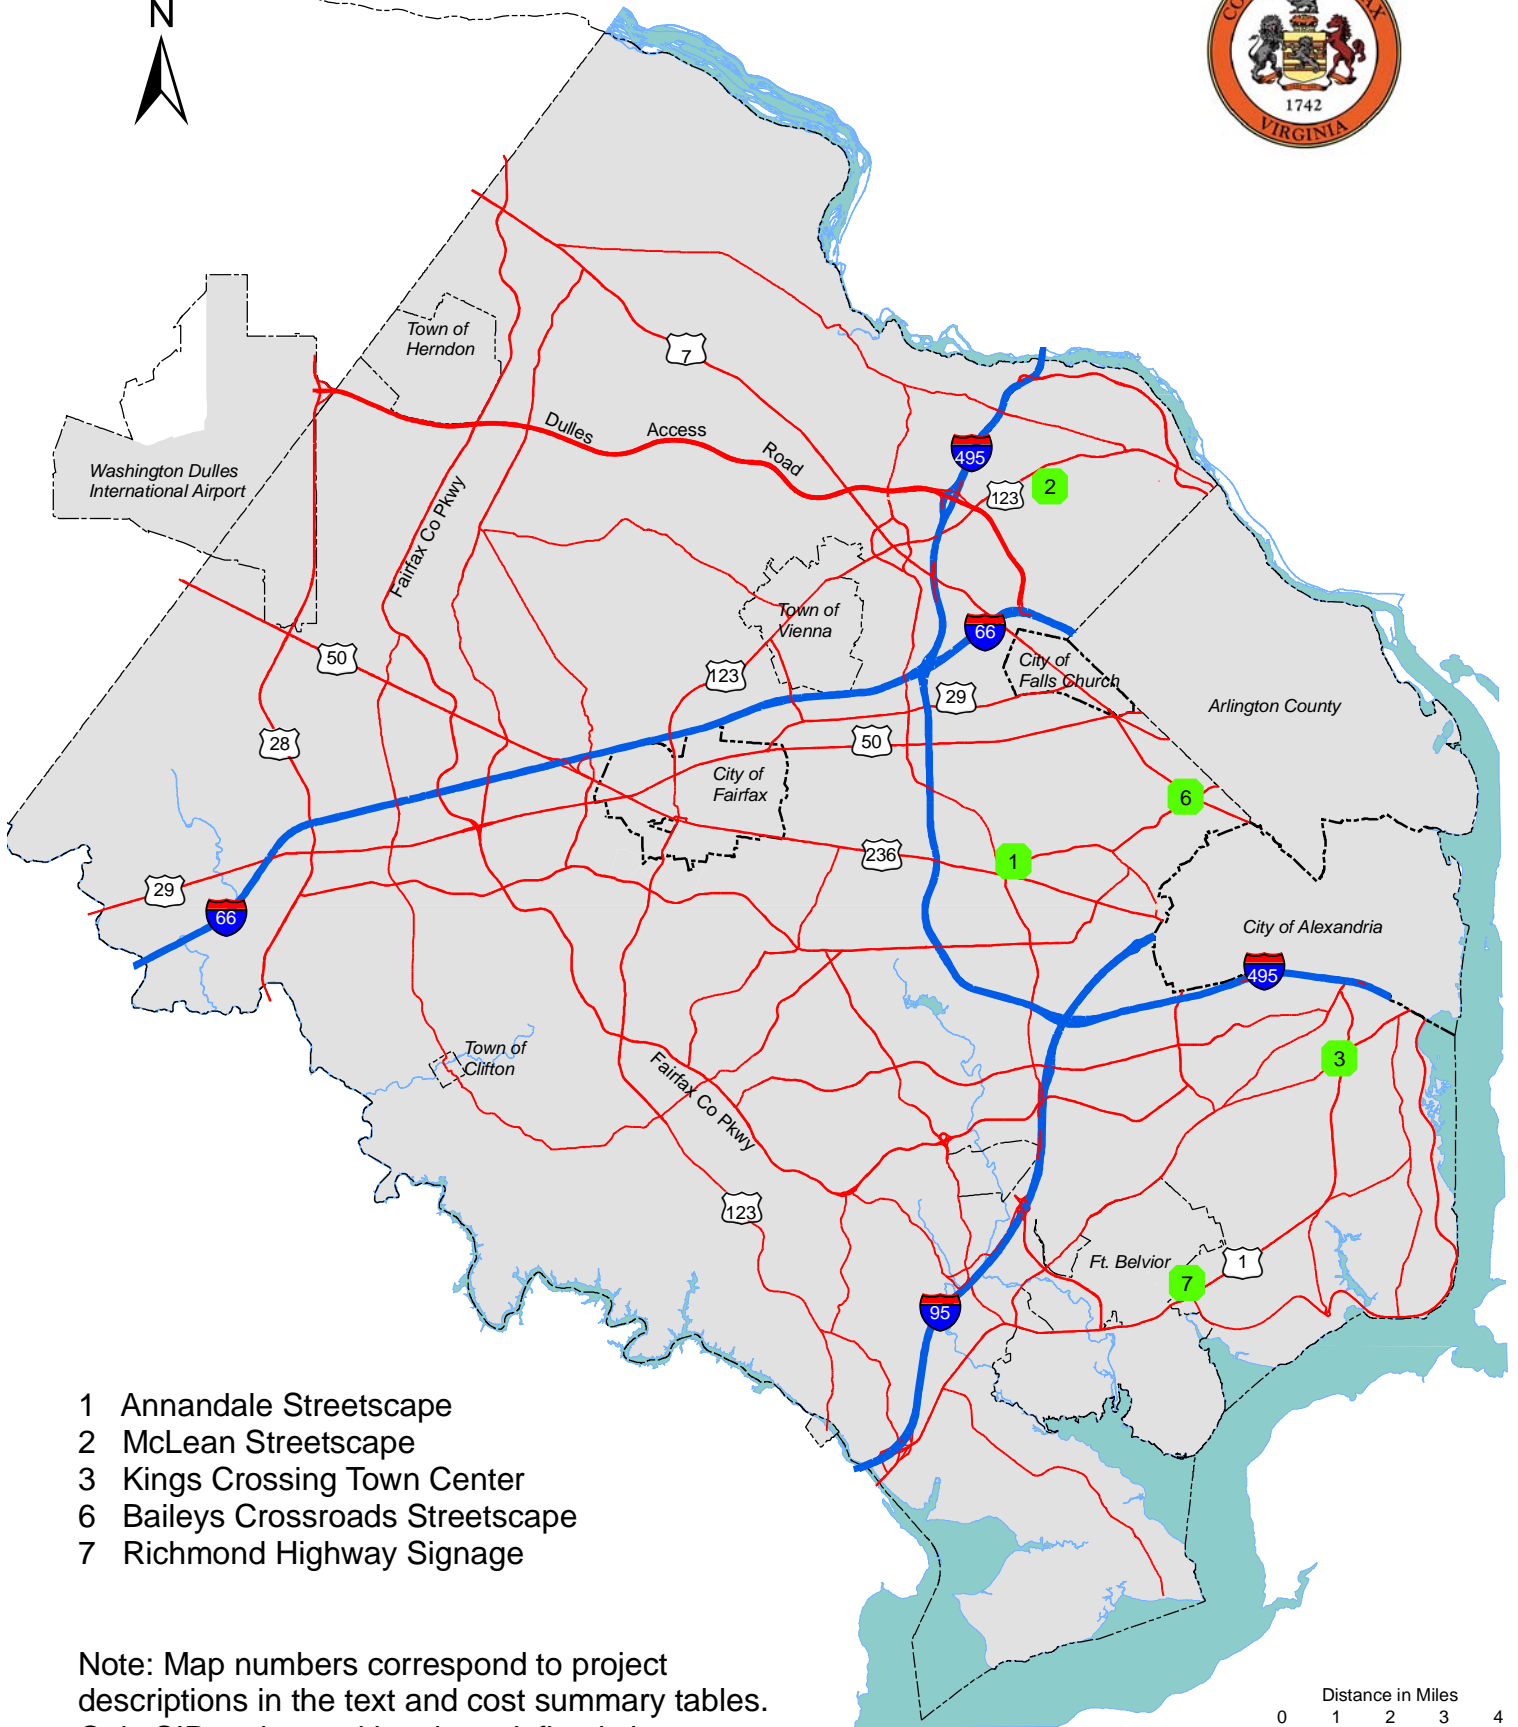 N
1742
VIRGINIA
Town of
Herndon
7
Dulles
Access
Road
495
123
2
Washington Dulles
International Airport
Fairfax Co Pkwy
Town of
Vienna
66
City of
Falls Church
50
123
29
Arlington County
28
50
City of
Fairfax
6
236
1
29
66
City of Alexandria
495
Town of
Clifton
Fairfax Co Pkwy
3
123
Ft. Belvior
1
7
95
1 Annandale Streetscape
2 McLean Streetscape
3 Kings Crossing Town Center
6 Baileys Crossroads Streetscape
7 Richmond Highway Signage
Note: Map numbers correspond to project
descriptions in the text and cost summary tables.
Distance in Miles
0 1 2 3 4